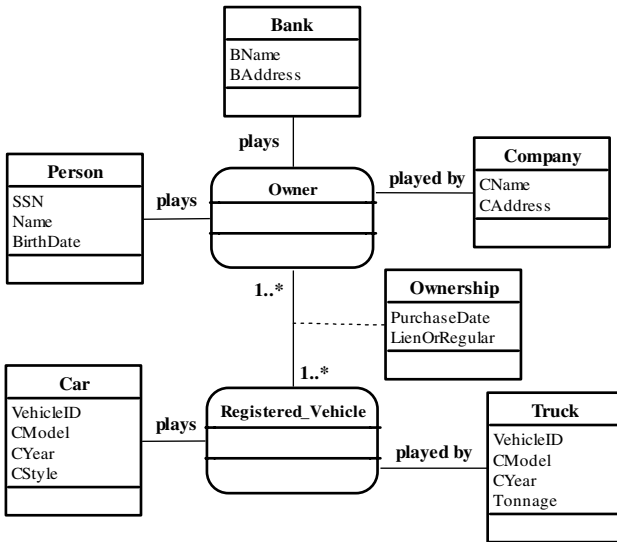 Bank
BName
BAddress
plays
Person
SSN
Name
BirthDate
plays
Owner
played by
Company
CName
CAddress
1..*
Ownership
PurchaseDate
LienOrRegular
1..*
Car
VehicleID
CModel
CYear
CStyle
plays
Registered_Vehicle
played by
Truck
VehicleID
CModel
CYear
Tonnage